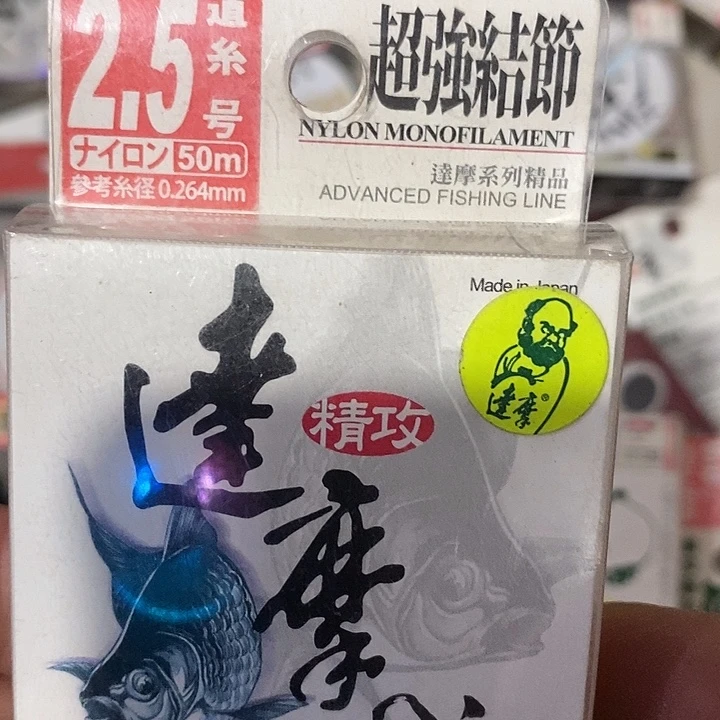 2.5
道糸
号
ナイロン 50m
参考糸径 0.264mm
超強結節
NYLON MONOFILAMENT
達摩系列精品
ADVANCED FISHING LINE
Made in Japan
達摩®
精攻
達摩